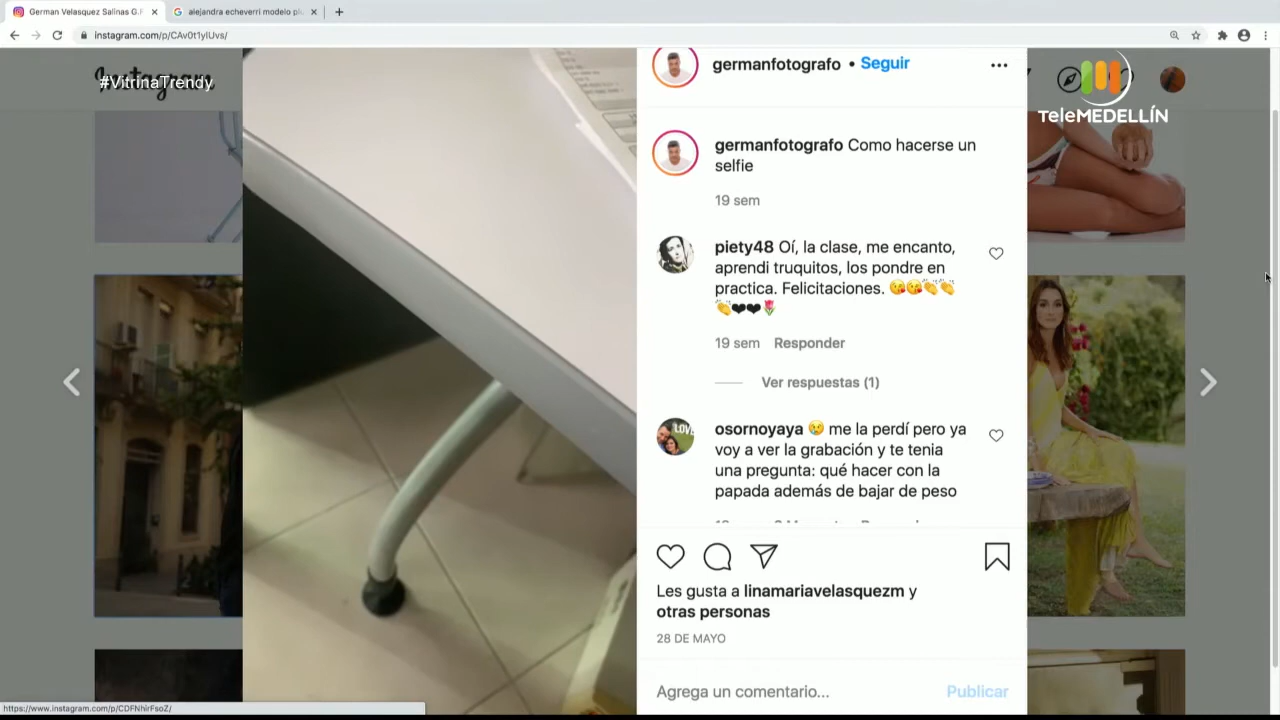 German Velasquez Salinas G.F
alejandra echeverri modelo pi
instagram.com/p/CAv0t1ylUvs/
Instagram
#VitrinaTrendy
TeleMEDELLÍN
germanfotografo • Seguir
germanfotografo Como hacerse un
selfie
19 sem
piety48 Oí, la clase, me encanto,
aprendi truquitos, los pondre en
practica. Felicitaciones. 😘😘👏👏
👏❤❤🌷
19 sem Responder
Ver respuestas (1)
LOVE
osornoyaya 😢 me la perdí pero ya
voy a ver la grabación y te tenia
una pregunta: qué hacer con la
papada además de bajar de peso
Les gusta a linamariavelasquezm y
otras personas
28 DE MAYO
Agrega un comentario...
Publicar
https://www.instagram.com/p/CDFNhirFsoZ/